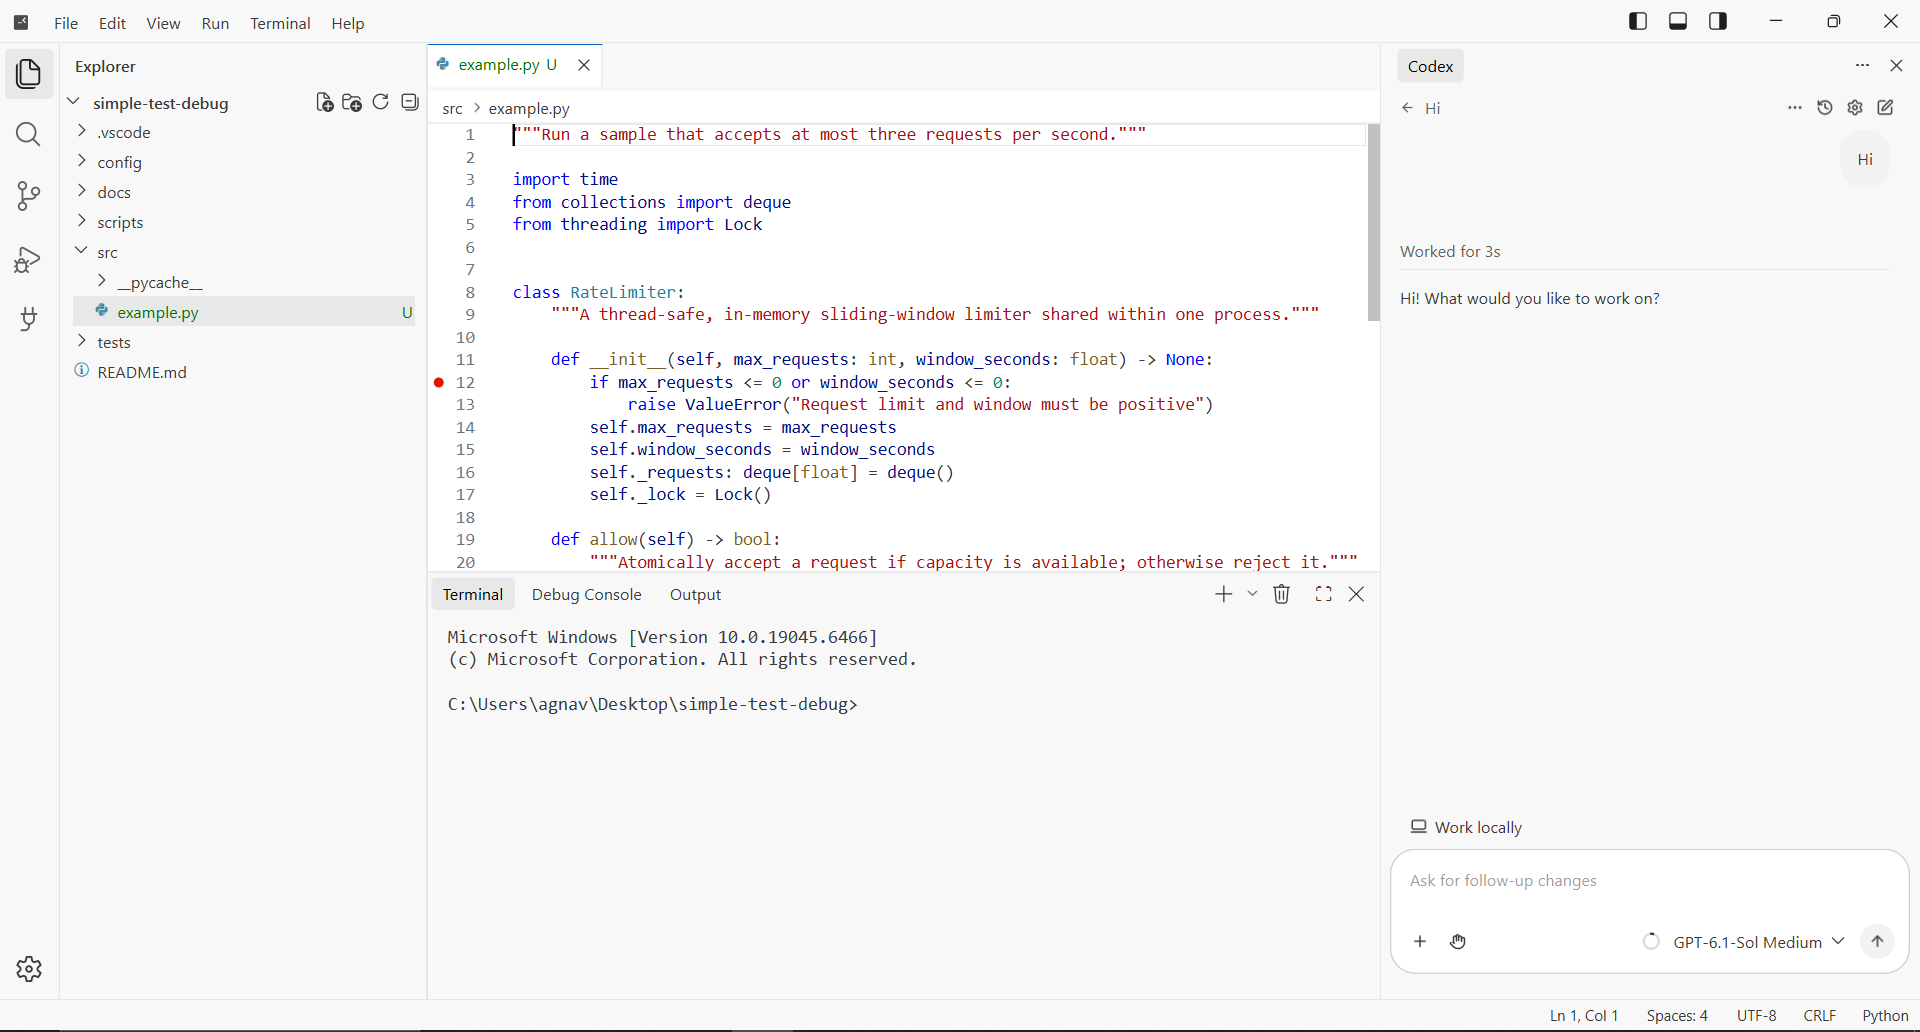 File Edit View Run Terminal Help
Explorer
simple-test-debug
.vscode
config
docs
scripts
src
__pycache__
example.py U
tests
README.md
example.py U
src > example.py
1 """Run a sample that accepts at most three requests per second."""
2
3 import time
4 from collections import deque
5 from threading import Lock
6
7
8 class RateLimiter:
9 """A thread-safe, in-memory sliding-window limiter shared within one process."""
10
11 def __init__(self, max_requests: int, window_seconds: float) -> None:
12 if max_requests <= 0 or window_seconds <= 0:
13 raise ValueError("Request limit and window must be positive")
14 self.max_requests = max_requests
15 self.window_seconds = window_seconds
16 self._requests: deque[float] = deque()
17 self._lock = Lock()
18
19 def allow(self) -> bool:
20 """Atomically accept a request if capacity is available; otherwise reject it."""
Terminal Debug Console Output
Microsoft Windows [Version 10.0.19045.6466]
(c) Microsoft Corporation. All rights reserved.
C:\Users\agnav\Desktop\simple-test-debug>
Codex
Hi
Hi
Worked for 3s
Hi! What would you like to work on?
Work locally
Ask for follow-up changes
GPT-6.1-Sol Medium
Ln 1, Col 1 Spaces: 4 UTF-8 CRLF Python